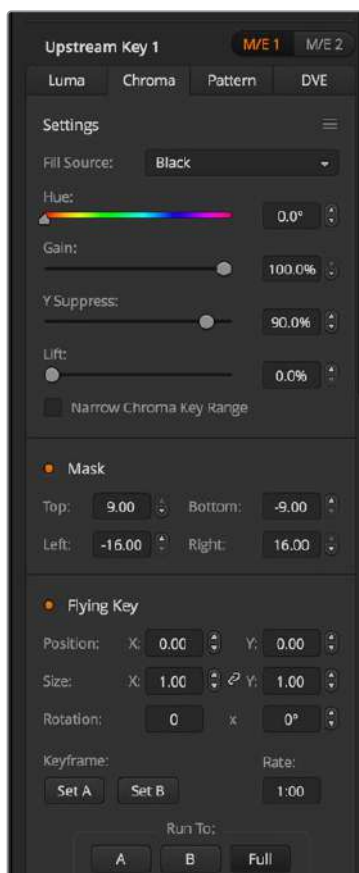 Upstream Key 1 M/E 1 M/E 2
Luma Chroma Pattern DVE
Settings
Fill Source: Black
Hue:
0.0°
Gain:
100.0%
Y Suppress:
90.0%
Lift:
0.0%
Narrow Chroma Key Range
Mask
Top: 9.00 Bottom: -9.00
Left: -16.00 Right: 16.00
Flying Key
Position: X: 0.00 Y: 0.00
Size: X: 1.00 Y: 1.00
Rotation: 0 x 0°
Keyframe: Rate:
Set A Set B 1:00
Run To:
A B Full